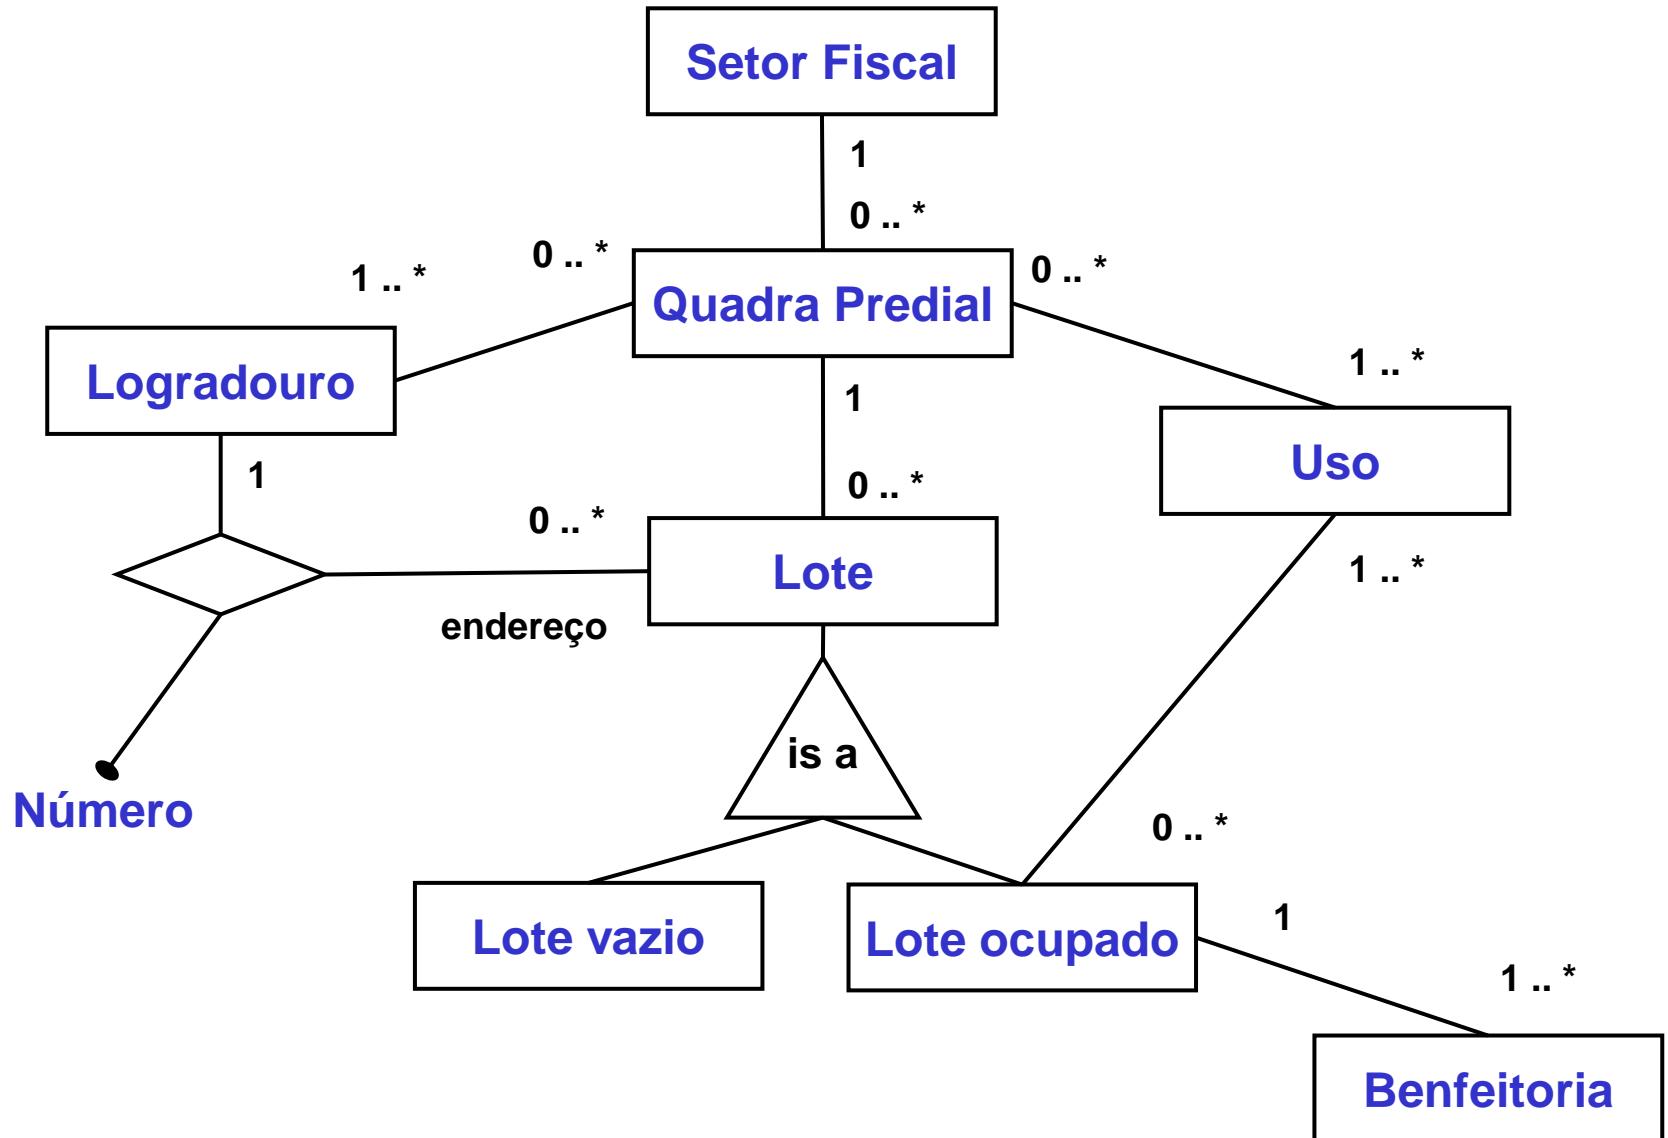 Setor Fiscal
1
0 .. *
0 .. *
1 .. *
0 .. *
Quadra Predial
Logradouro
1 .. *
1
Uso
1
0 .. *
0 .. *
Lote
1 .. *
endereço
is a
Número
0 .. *
Lote vazio
Lote ocupado
1
1 .. *
Benfeitoria